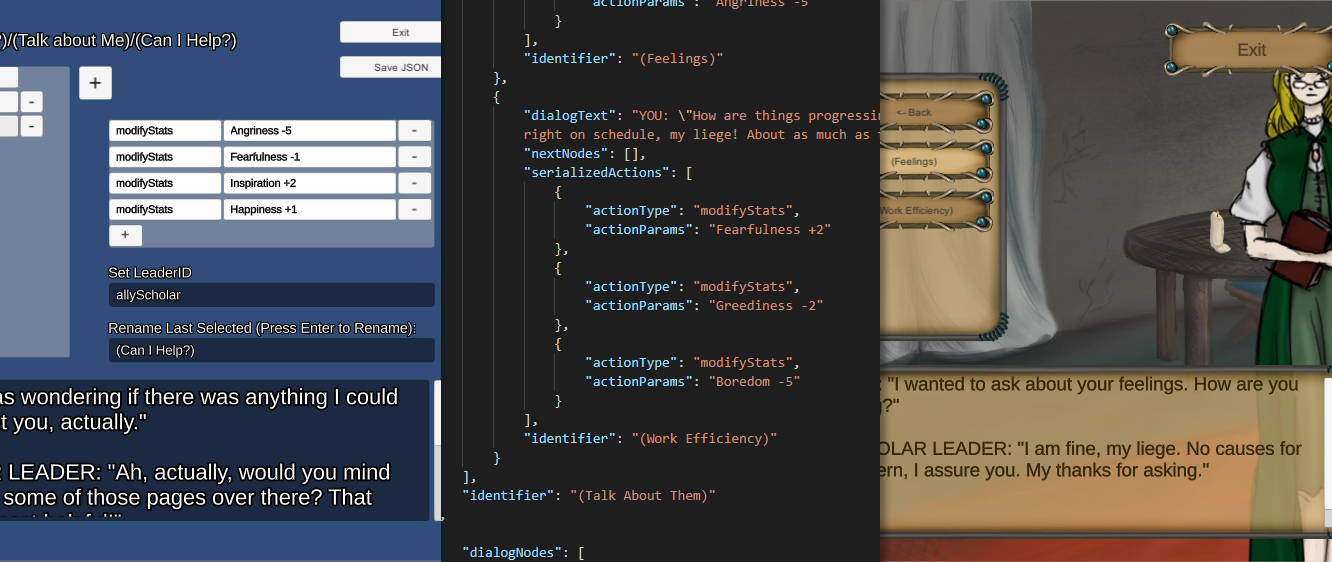 ?)/(Talk about Me)/(Can I Help?)
Exit
Save JSON
+
-
-
modifyStats Angriness -5 -
modifyStats Fearfulness -1 -
modifyStats Inspiration +2 -
modifyStats Happiness +1 -
+
Set LeaderID
allyScholar
Rename Last Selected (Press Enter to Rename):
(Can I Help?)
as wondering if there was anything I could
t you, actually."
R LEADER: "Ah, actually, would you mind
some of those pages over there? That
"actionParams": "Angriness -5"
}
],
"identifier": "(Feelings)"
},
{
"dialogText": "YOU: \"How are things progressin
right on schedule, my liege! About as much as
"nextNodes": [],
"serializedActions": [
{
"actionType": "modifyStats",
"actionParams": "Fearfulness +2"
},
{
"actionType": "modifyStats",
"actionParams": "Greediness -2"
},
{
"actionType": "modifyStats",
"actionParams": "Boredom -5"
}
],
"identifier": "(Work Efficiency)"
}
],
"identifier": "(Talk About Them)"
"dialogNodes": [
Exit
<- Back
(Feelings)
Work Efficiency)
: "I wanted to ask about your feelings. How are you
g?"
OLAR LEADER: "I am fine, my liege. No causes for
ern, I assure you. My thanks for asking."